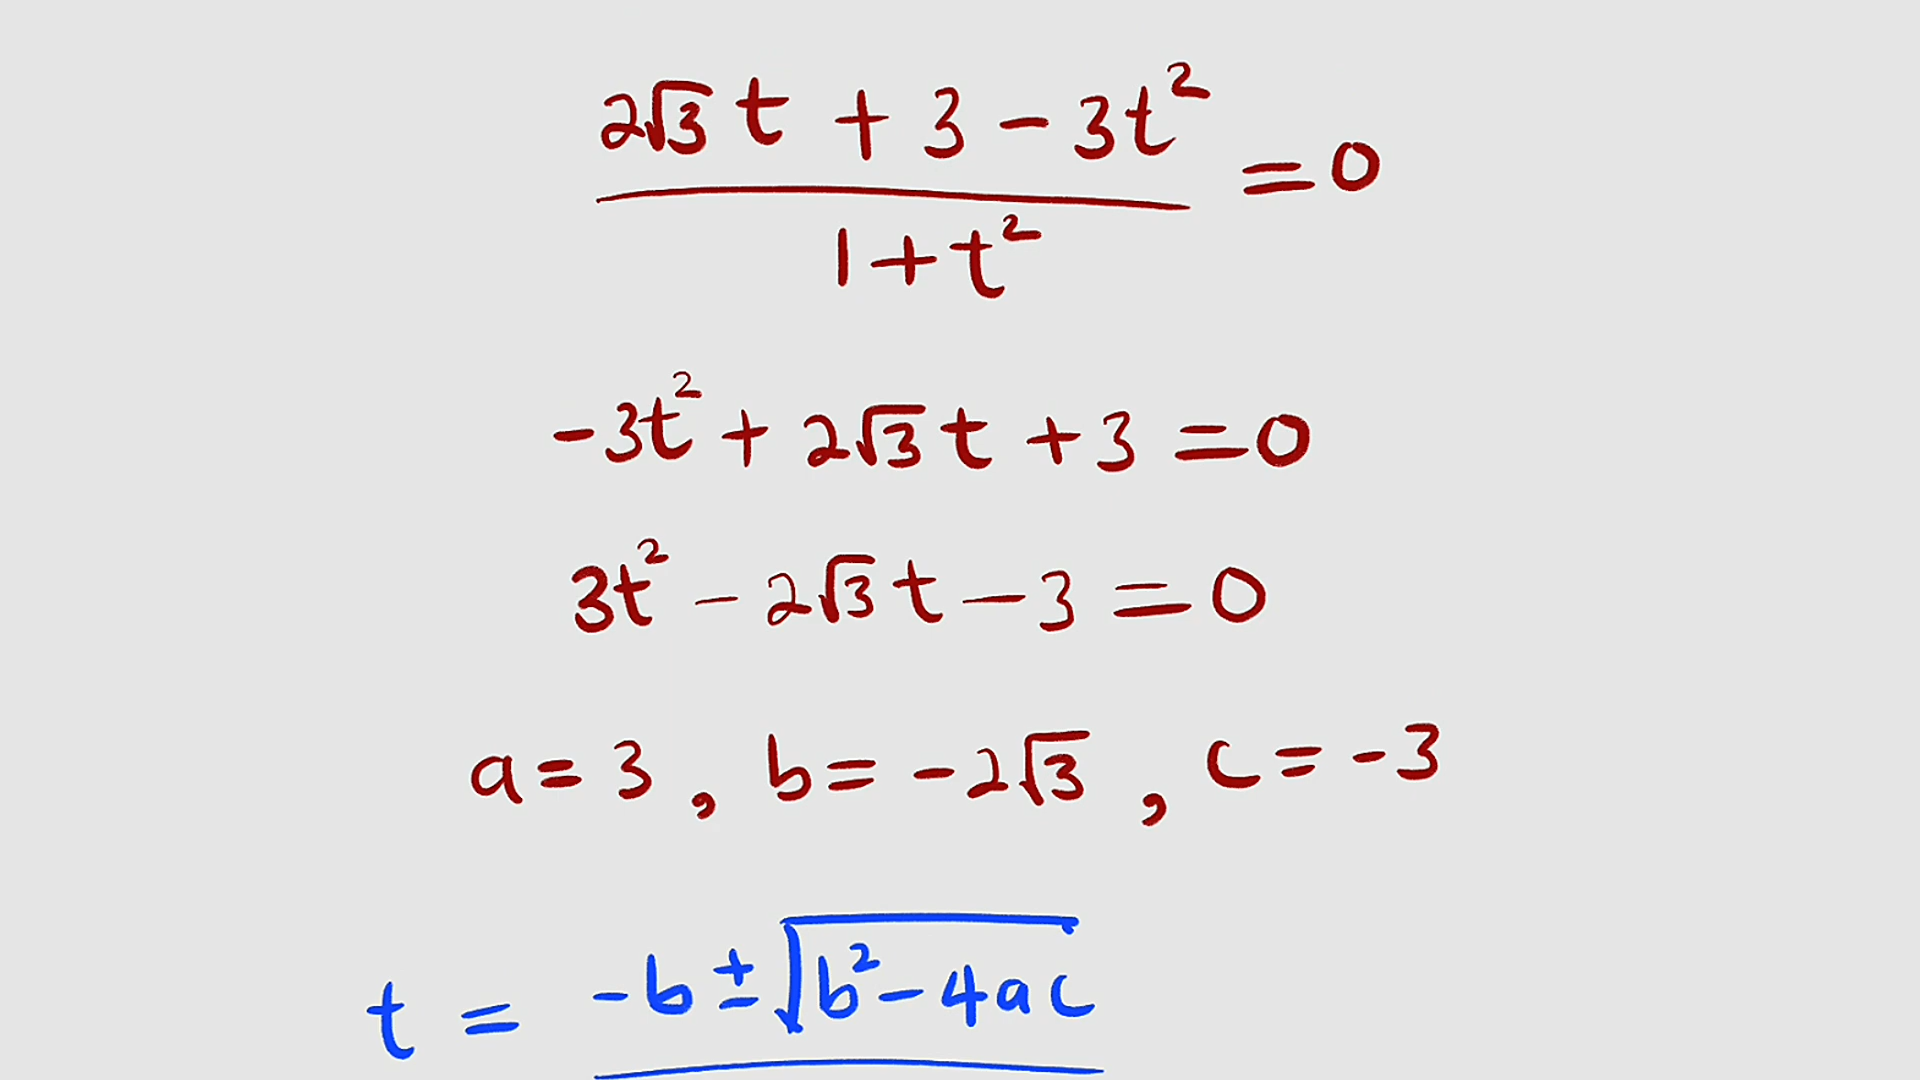 2√3 t + 3 - 3t² = 0
1 + t²
-3t² + 2√3 t + 3 = 0
3t² - 2√3 t - 3 = 0
a = 3 , b = -2√3 , c = -3
t = -b ± √b² - 4ac